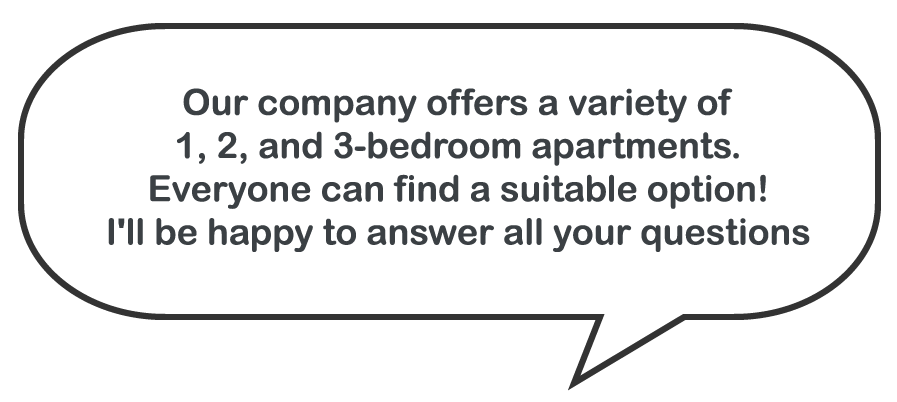 Our company offers a variety of
1, 2, and 3-bedroom apartments.
Everyone can find a suitable option!
I'll be happy to answer all your questions